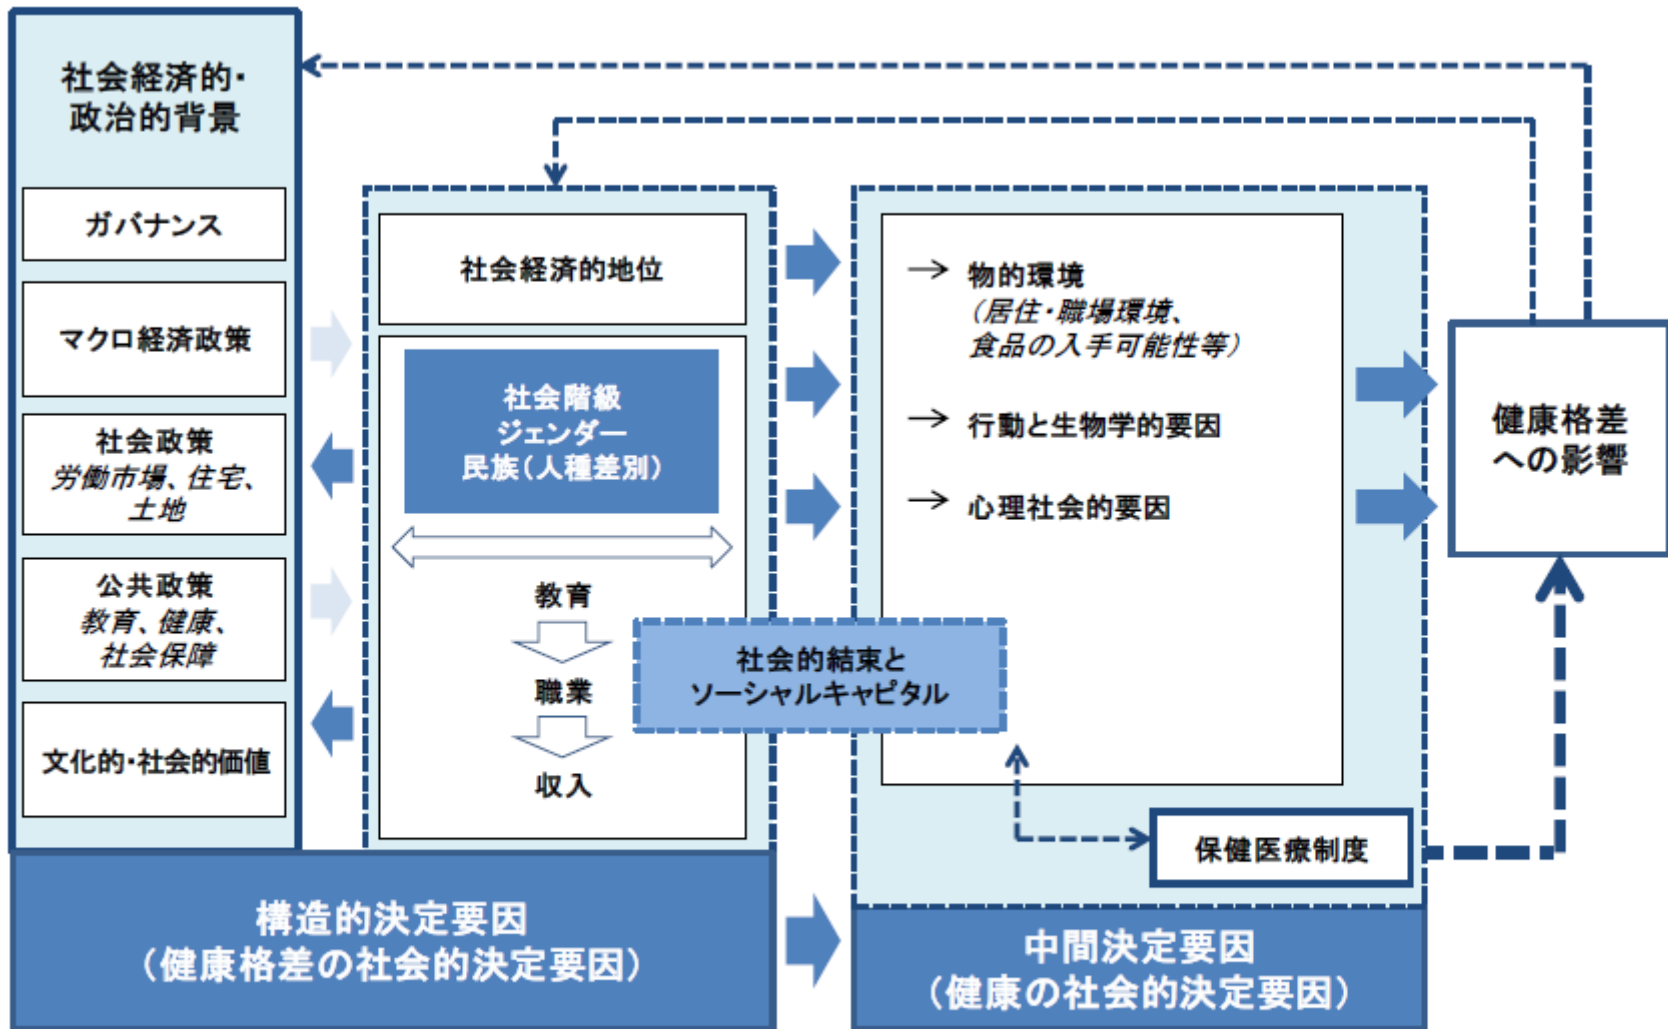 社会経済的・
政治的背景
ガバナンス
マクロ経済政策
社会政策
労働市場、住宅、
土地
公共政策
教育、健康、
社会保障
文化的・社会的価値
社会経済的地位
社会階級
ジェンダー
民族（人種差別）
教育
職業
収入
社会的結束と
ソーシャルキャピタル
物的環境
（居住・職場環境、
食品の入手可能性等）
行動と生物学的要因
心理社会的要因
保健医療制度
健康格差
への影響
構造的決定要因
（健康格差の社会的決定要因）
中間決定要因
（健康の社会的決定要因）